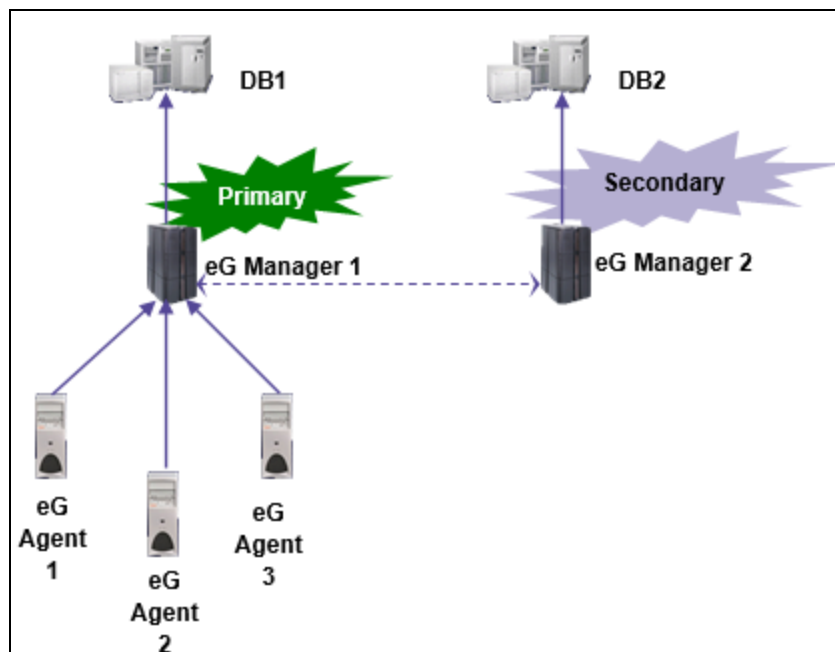 DB1
DB2
Primary
Secondary
eG Manager 1
eG Manager 2
eG
Agent
1
eG
Agent
2
eG
Agent
3